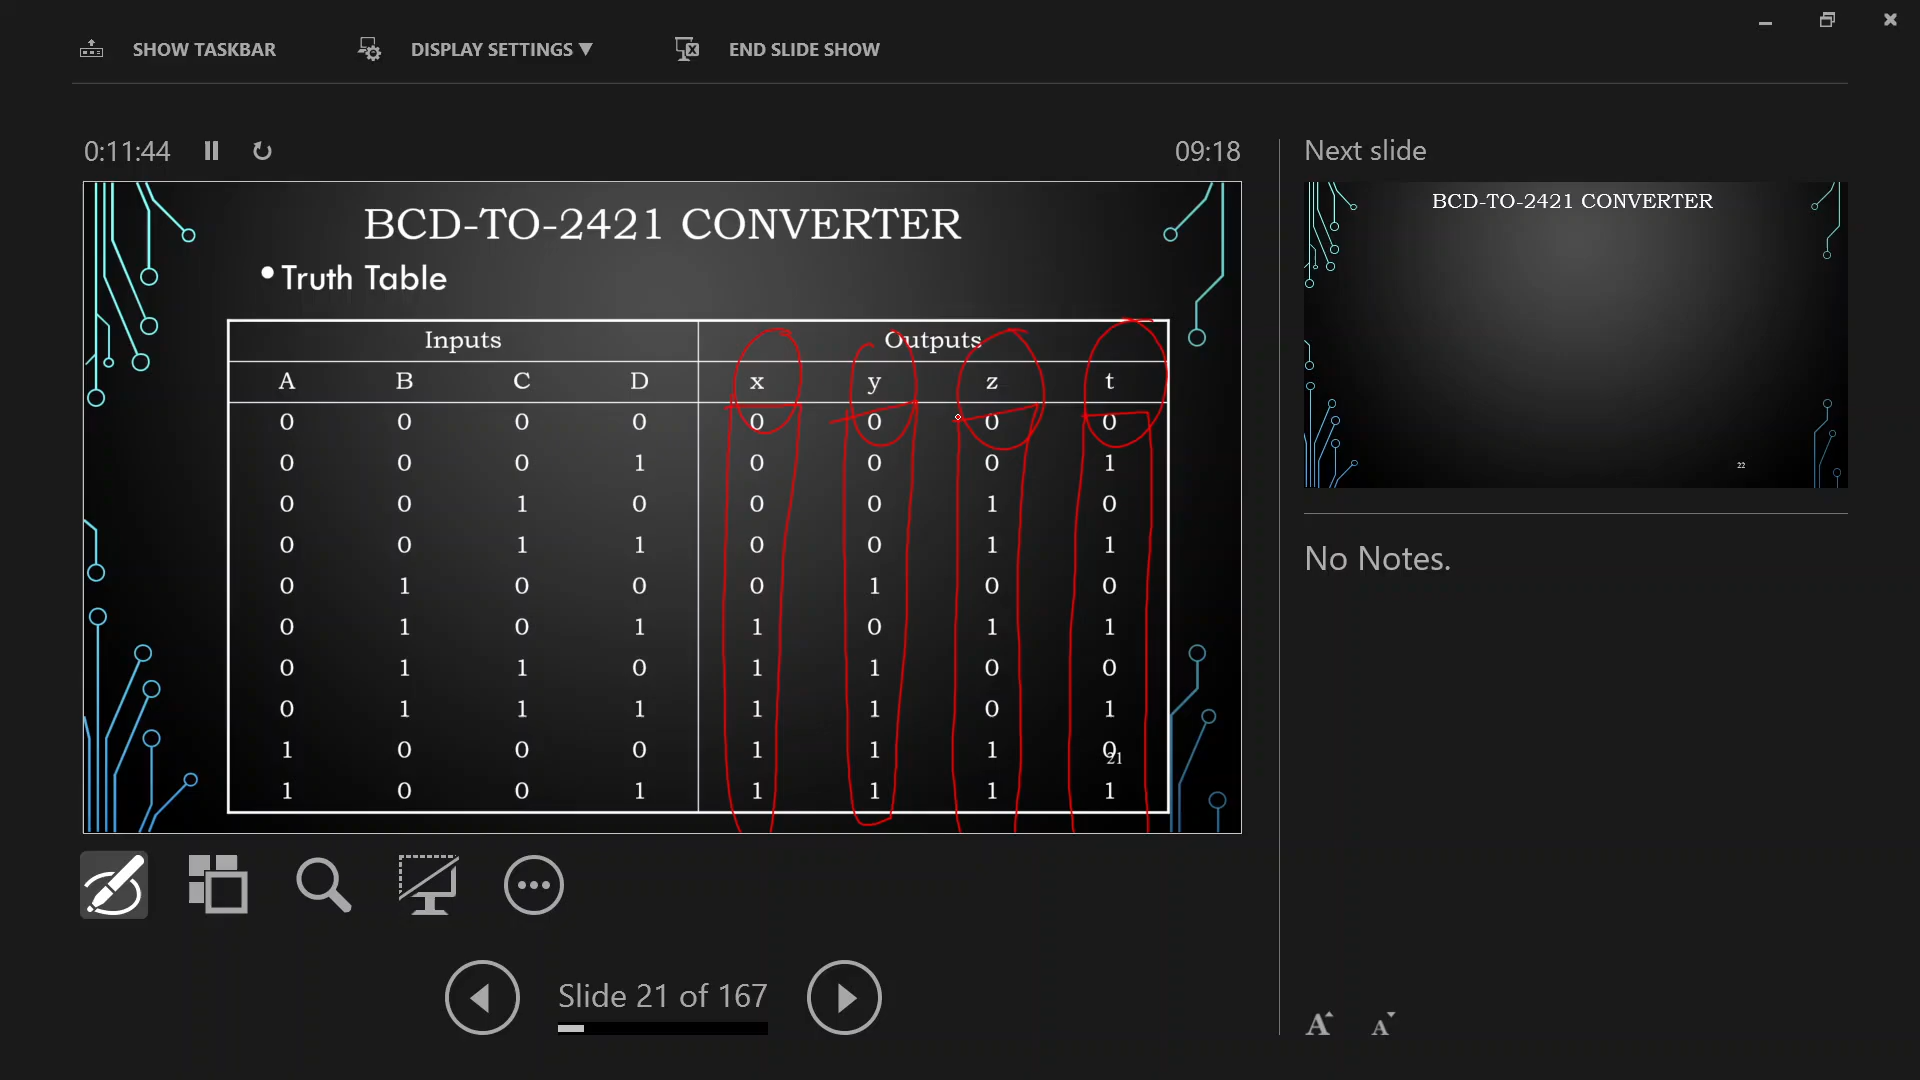 SHOW TASKBAR DISPLAY SETTINGS ▼ END SLIDE SHOW
0:11:44 09:18
BCD-TO-2421 CONVERTER
• Truth Table
Inputs Outputs
A B C D x y z t
0 0 0 0 0 0 0 0
0 0 0 1 0 0 0 1
0 0 1 0 0 0 1 0
0 0 1 1 0 0 1 1
0 1 0 0 0 1 0 0
0 1 0 1 1 0 1 1
0 1 1 0 1 1 0 0
0 1 1 1 1 1 0 1
1 0 0 0 1 1 1 0
21
1 0 0 1 1 1 1 1
Next slide
BCD-TO-2421 CONVERTER
22
No Notes.
Slide 21 of 167
A A